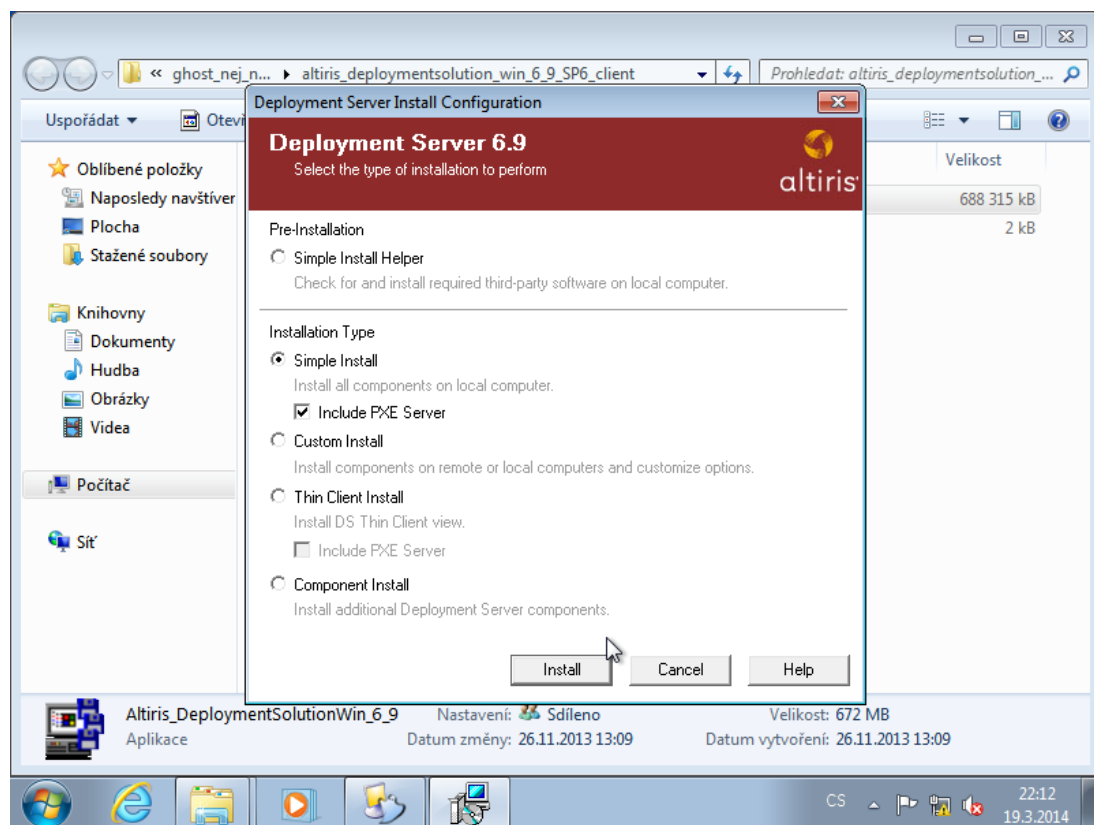 « ghost_nej_n... ▸ altiris_deploymentsolution_win_6_9_SP6_client
Prohledat: altiris_deploymentsolution_...
Uspořádat
Oteví
Velikost
688 315 kB
2 kB
Oblíbené položky
Naposledy navštíver
Plocha
Stažené soubory
Knihovny
Dokumenty
Hudba
Obrázky
Videa
Počítač
Síť
Deployment Server Install Configuration
Deployment Server 6.9
Select the type of installation to perform
altiris
Pre-Installation
Simple Install Helper
Check for and install required third-party software on local computer.
Installation Type
Simple Install
Install all components on local computer.
Include PXE Server
Custom Install
Install components on remote or local computers and customize options.
Thin Client Install
Install DS Thin Client view.
Include PXE Server
Component Install
Install additional Deployment Server components.
Install
Cancel
Help
Altiris_DeploymentSolutionWin_6_9
Nastavení: Sdíleno
Velikost: 672 MB
Aplikace
Datum změny: 26.11.2013 13:09
Datum vytvoření: 26.11.2013 13:09
CS
22:12
19.3.2014